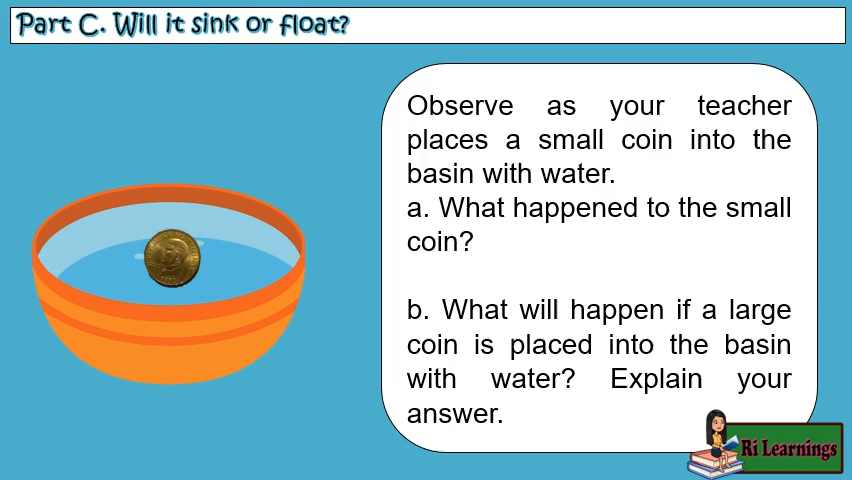 Part C. Will it sink or float?
Observe as your teacher
places a small coin into the
basin with water.
a. What happened to the small
coin?
b. What will happen if a large
coin is placed into the basin
with water? Explain your
answer.
Ri Learnings